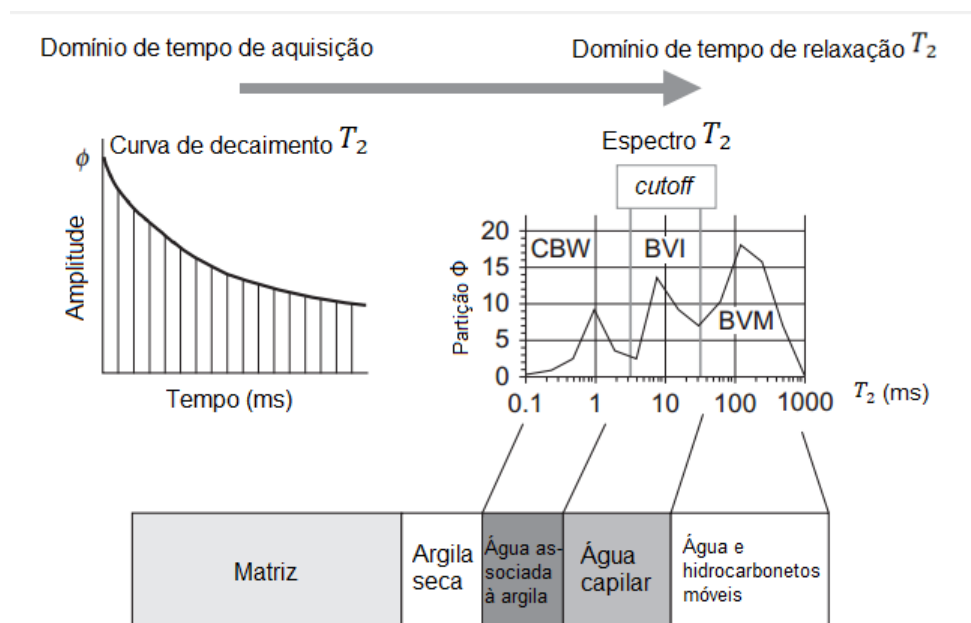 Domínio de tempo de aquisição
Domínio de tempo de relaxação T₂
Curva de decaimento T₂
ϕ
Amplitude
Tempo (ms)
Espectro T₂
cutoff
Partição Φ
20
15
10
5
0
CBW
BVI
BVM
0.1 1 10 100 1000
T₂ (ms)
Matriz
Argila
seca
Água as-
sociada
à argila
Água
capilar
Água e
hidrocarbonetos
móveis